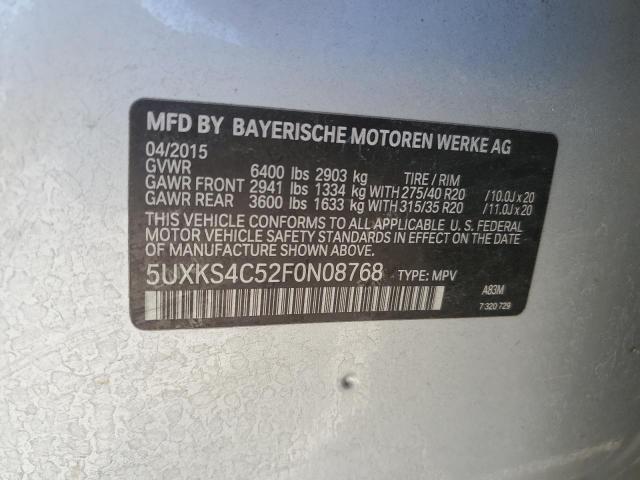 MFD BY BAYERISCHE MOTOREN WERKE AG
04/2015
GVWR 6400 lbs 2903 kg TIRE / RIM
GAWR FRONT 2941 lbs 1334 kg WITH 275/40 R20 /10.0J x 20
GAWR REAR 3600 lbs 1633 kg WITH 315/35 R20 /11.0J x 20
THIS VEHICLE CONFORMS TO ALL APPLICABLE U. S. FEDERAL
MOTOR VEHICLE SAFETY STANDARDS IN EFFECT ON THE DATE
OF MANUFACTURE SHOWN ABOVE.
5UXKS4C52F0N08768 TYPE: MPV
A83M
7 320 729